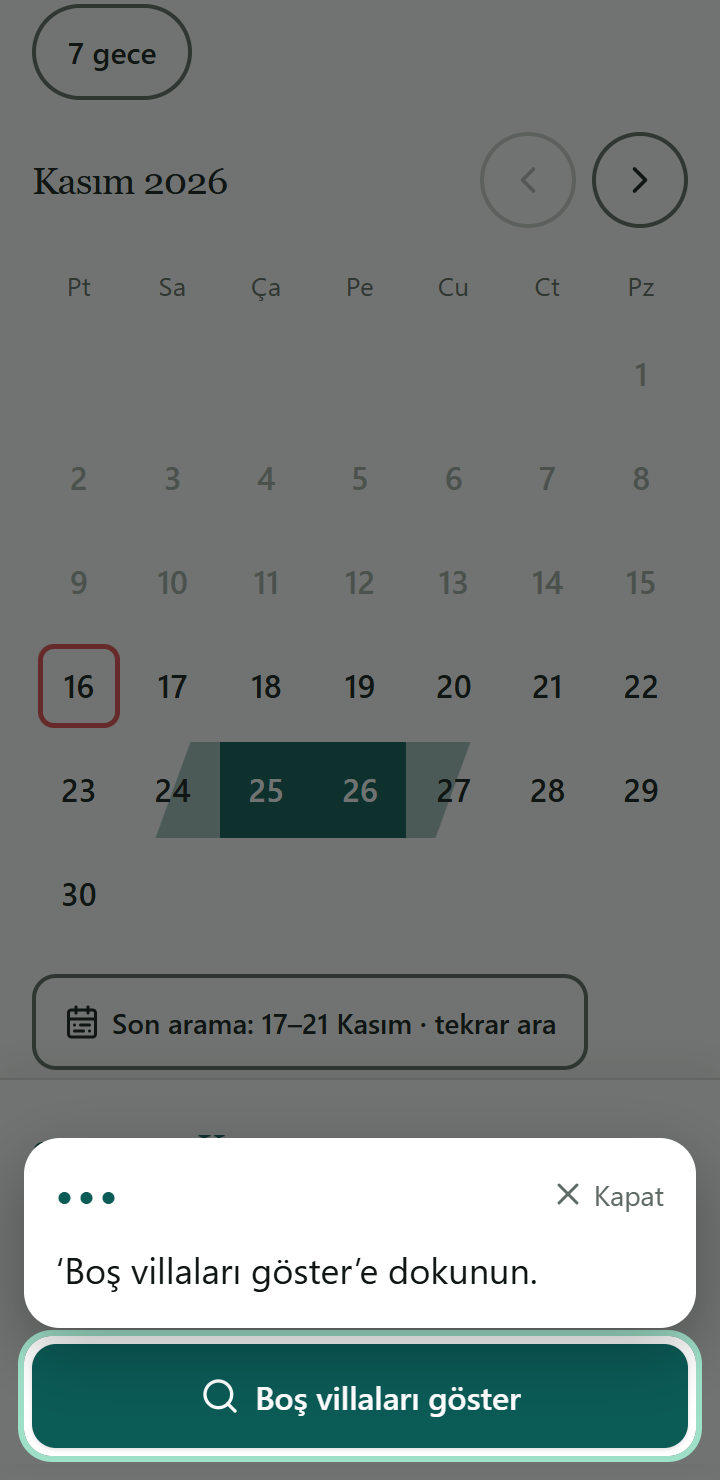 7 gece
Kasım 2026
Pt Sa Ça Pe Cu Ct Pz
1
2 3 4 5 6 7 8
9 10 11 12 13 14 15
16 17 18 19 20 21 22
23 24 25 26 27 28 29
30
Son arama: 17–21 Kasım · tekrar ara
Kapat
‘Boş villaları göster’e dokunun.
Boş villaları göster